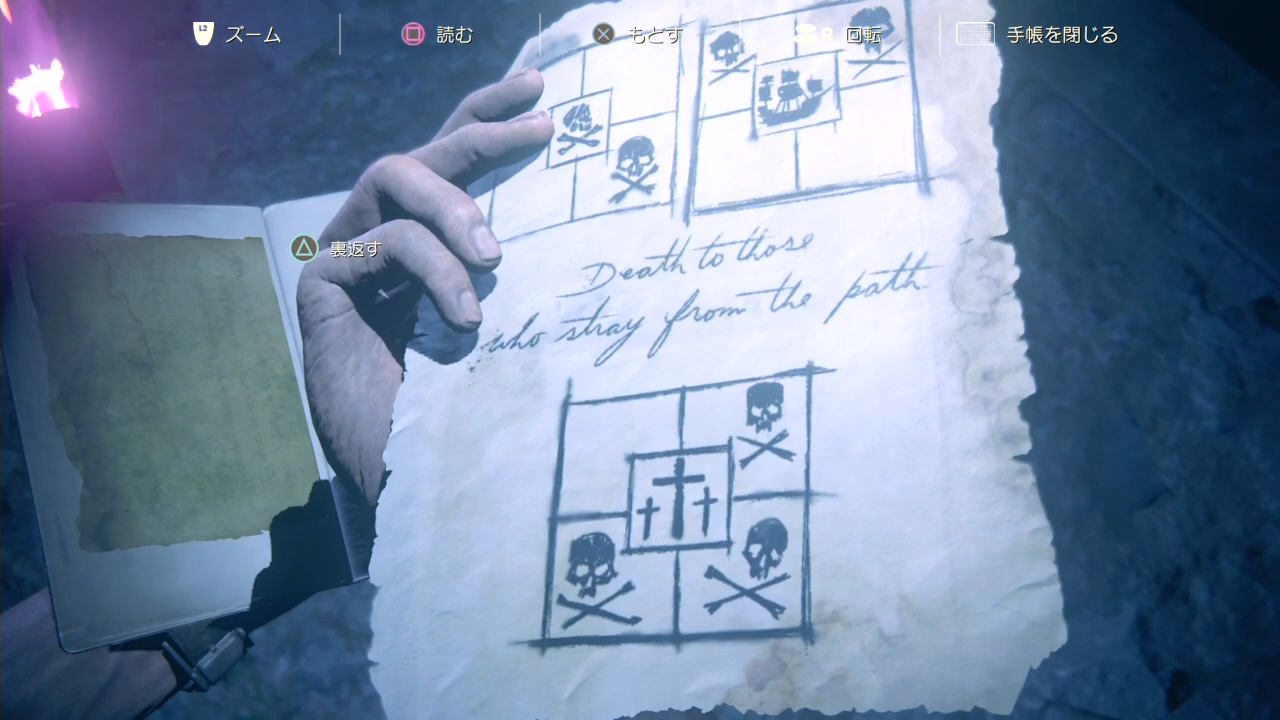 L2 ズーム 読む もどす R 回転 手帳を閉じる
裏返す
Death to those
who stray from the path